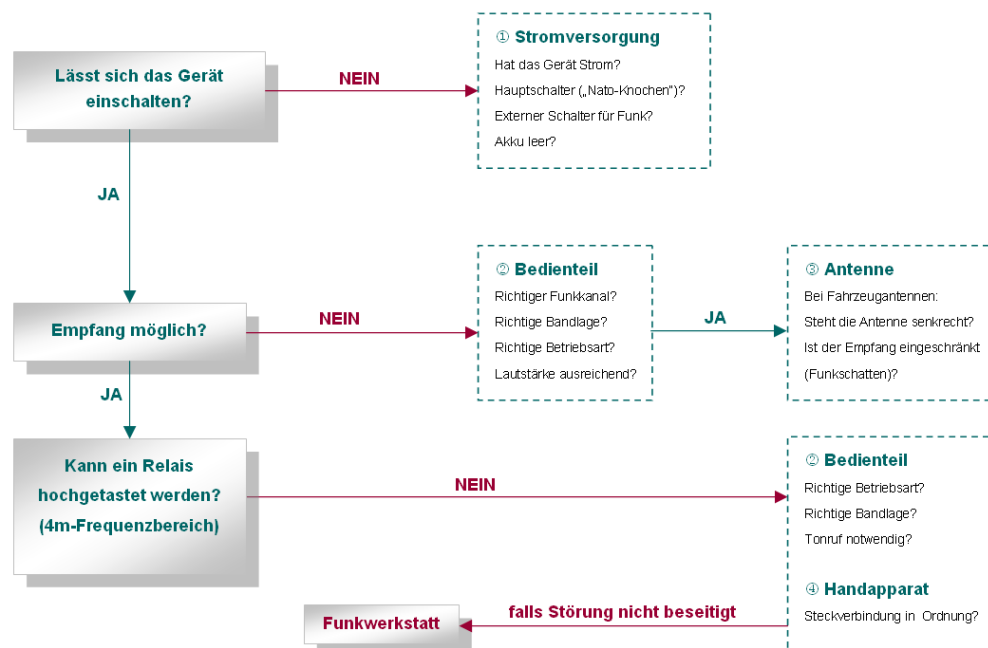 Lässt sich das Gerät
einschalten?
NEIN
① Stromversorgung
Hat das Gerät Strom?
Hauptschalter („Nato-Knochen")?
Externer Schalter für Funk?
Akku leer?
JA
Empfang möglich?
NEIN
② Bedienteil
Richtiger Funkkanal?
Richtige Bandlage?
Richtige Betriebsart?
Lautstärke ausreichend?
JA
③ Antenne
Bei Fahrzeugantennen:
Steht die Antenne senkrecht?
Ist der Empfang eingeschränkt
(Funkschatten)?
JA
Kann ein Relais
hochgetastet werden?
(4m-Frequenzbereich)
NEIN
② Bedienteil
Richtige Betriebsart?
Richtige Bandlage?
Tonruf notwendig?
④ Handapparat
Steckverbindung in Ordnung?
falls Störung nicht beseitigt
Funkwerkstatt